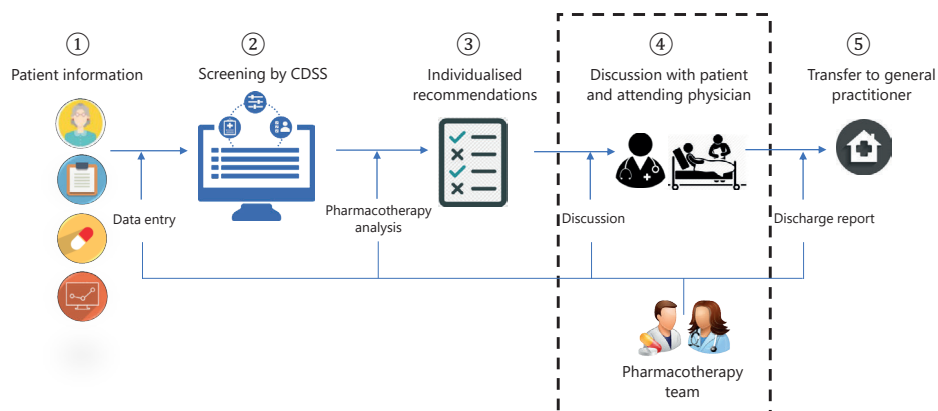 ①
Patient information
②
Screening by CDSS
③
Individualised
recommendations
④
Discussion with patient
and attending physician
⑤
Transfer to general
practitioner
Data entry
Pharmacotherapy
analysis
Discussion
Discharge report
Pharmacotherapy
team